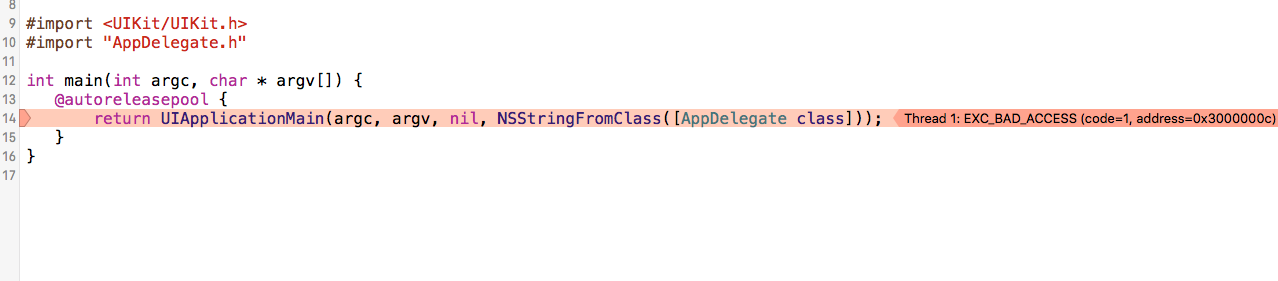 8
9 #import <UIKit/UIKit.h>
10 #import "AppDelegate.h"
11
12 int main(int argc, char * argv[]) {
13 @autoreleasepool {
14 return UIApplicationMain(argc, argv, nil, NSStringFromClass([AppDelegate class])); Thread 1: EXC_BAD_ACCESS (code=1, address=0x3000000c)
15 }
16 }
17